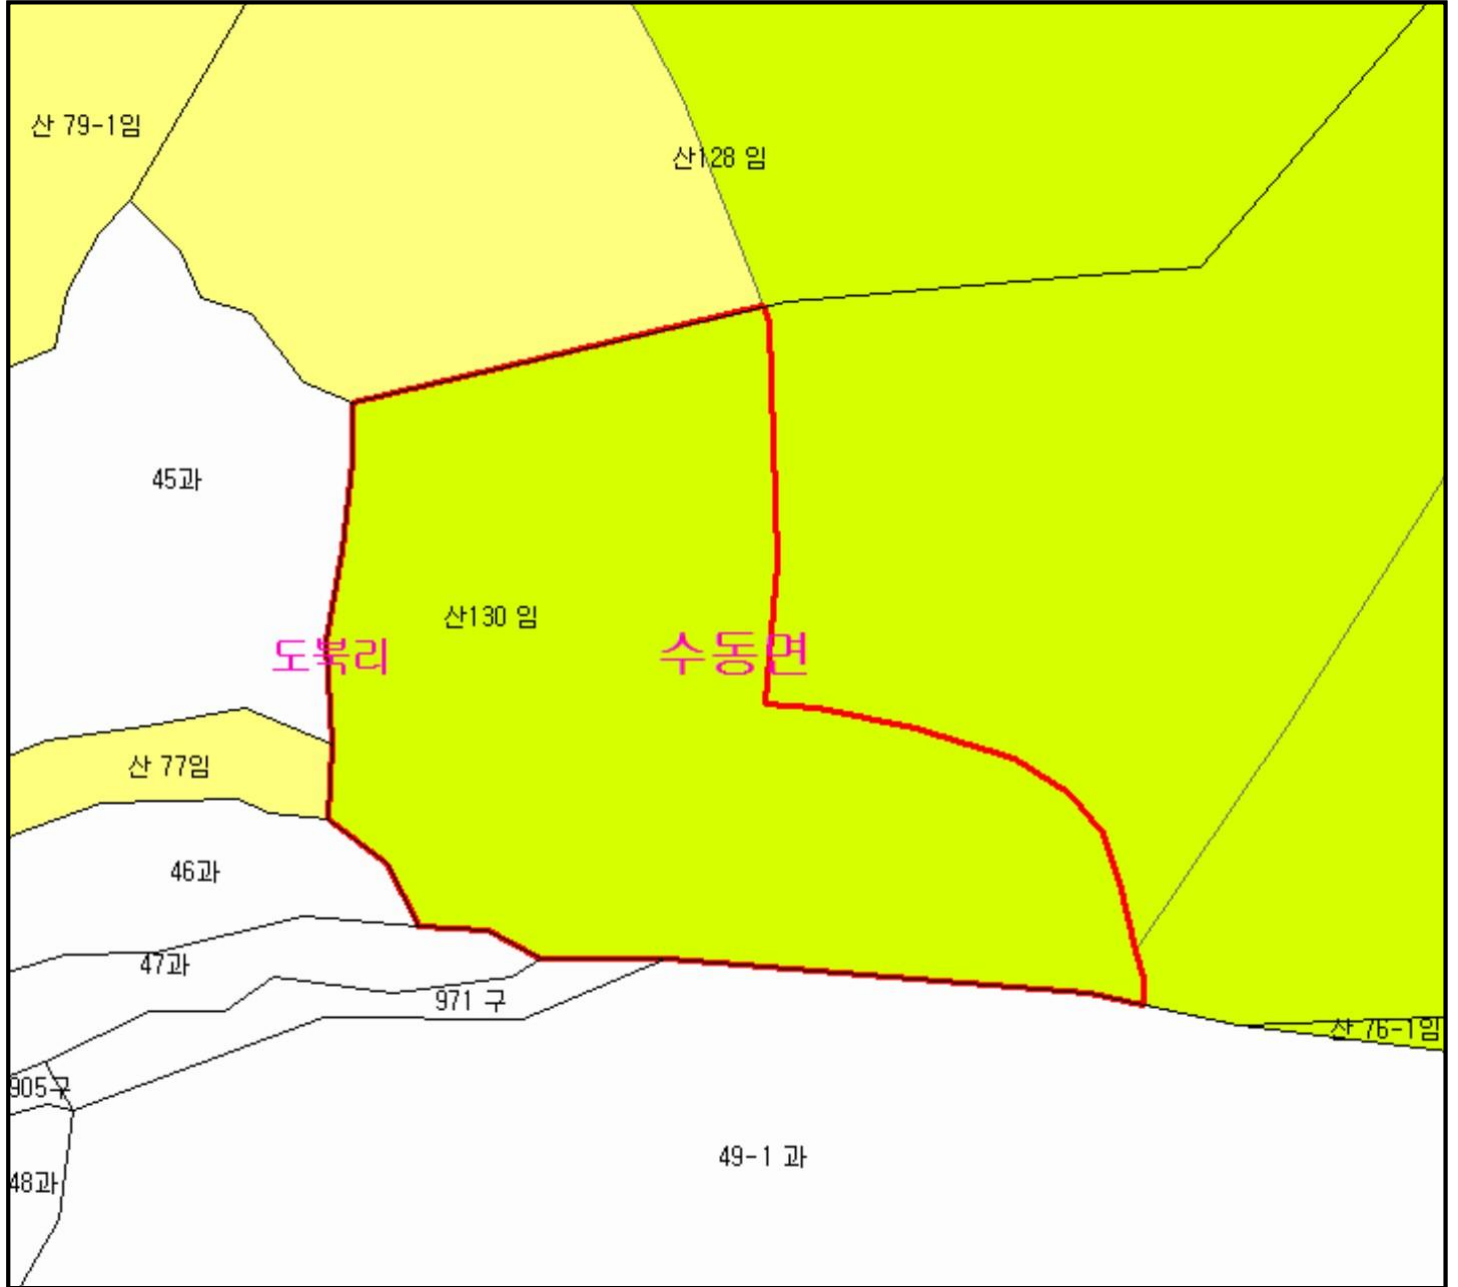 산 79-1임
산128 임
45과
산130 임
도북리
수동면
산 77임
46과
47과
971 구
산 76-1임
905구
49-1 과
48과